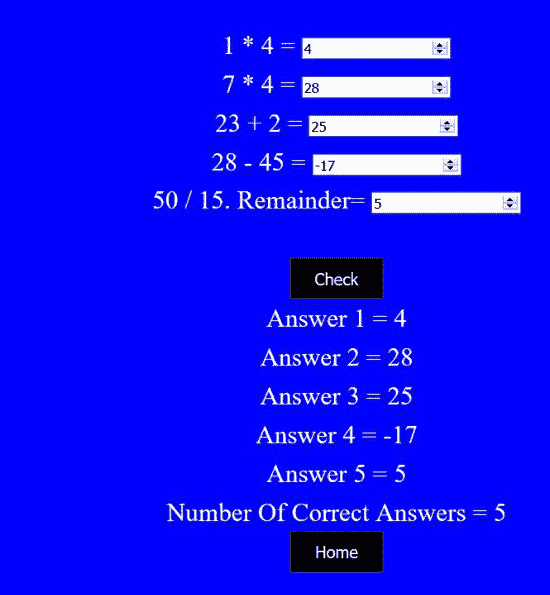 1 * 4 = 4
7 * 4 = 28
23 + 2 = 25
28 - 45 = -17
50 / 15. Remainder= 5
Check
Answer 1 = 4
Answer 2 = 28
Answer 3 = 25
Answer 4 = -17
Answer 5 = 5
Number Of Correct Answers = 5
Home